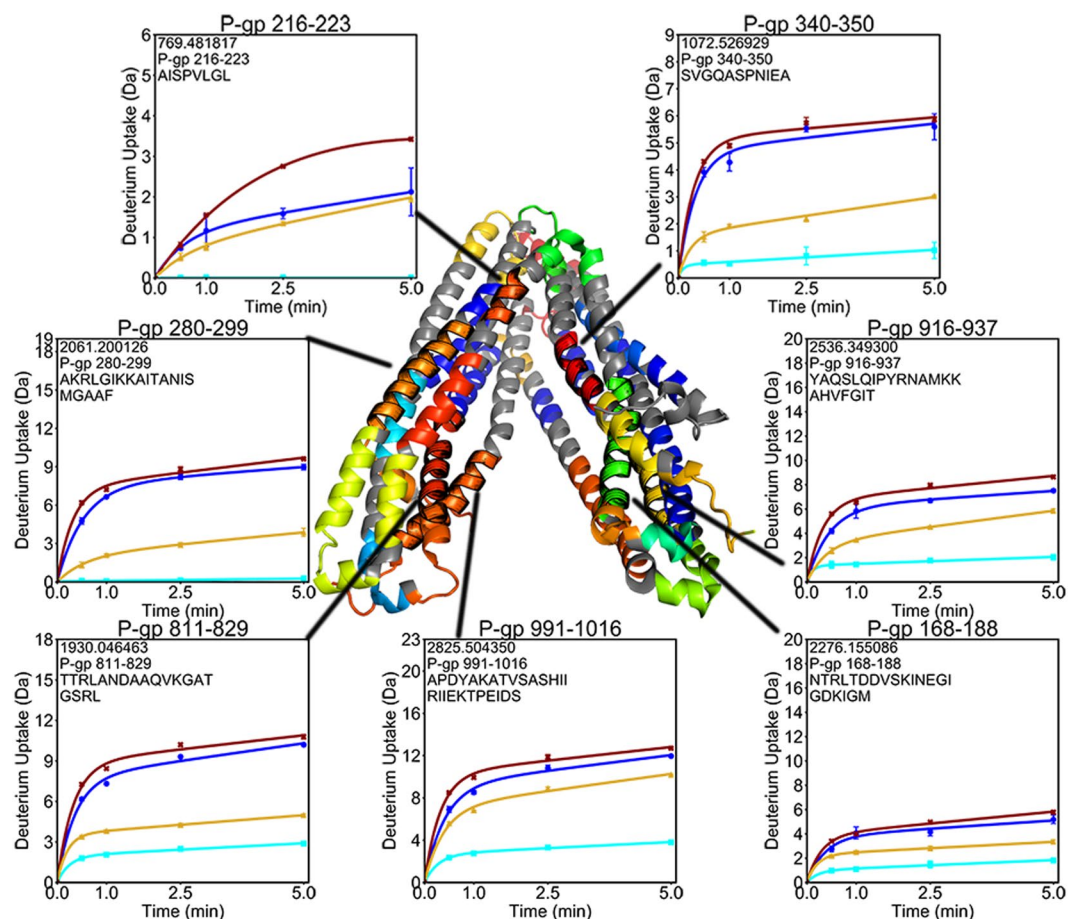 P-gp 216-223
6
769.481817
P-gp 216-223
AISPVLGL
5
4
3
2
1
0
Deuterium Uptake (Da)
0.0 1.0 2.5 5.0
Time (min)
P-gp 340-350
9
1072.526929
P-gp 340-350
SVGQASPNIEA
8
7
6
5
4
3
2
1
0
Deuterium Uptake (Da)
0.0 1.0 2.5 5.0
Time (min)
P-gp 280-299
19
18
2061.200126
P-gp 280-299
AKRLGIKKAITANIS
MGAAF
15
12
9
6
3
0
Deuterium Uptake (Da)
0.0 1.0 2.5 5.0
Time (min)
P-gp 916-937
20
2536.349300
P-gp 916-937
YAQSLQIPYRNAMKK
AHVFGIT
18
16
14
12
10
8
6
4
2
0
Deuterium Uptake (Da)
0.0 1.0 2.5 5.0
Time (min)
P-gp 811-829
18
1930.046463
P-gp 811-829
TTRLANDAAQVKGAT
GSRL
15
12
9
6
3
0
Deuterium Uptake (Da)
0.0 1.0 2.5 5.0
Time (min)
P-gp 991-1016
23
2825.504350
P-gp 991-1016
APDYAKATVSASHII
RIIEKTPEIDS
20
16
12
8
4
0
Deuterium Uptake (Da)
0.0 1.0 2.5 5.0
Time (min)
P-gp 168-188
20
2276.155086
P-gp 168-188
NTRLTDDVSKINEGI
GDKIGM
18
16
14
12
10
8
6
4
2
0
Deuterium Uptake (Da)
0.0 1.0 2.5 5.0
Time (min)